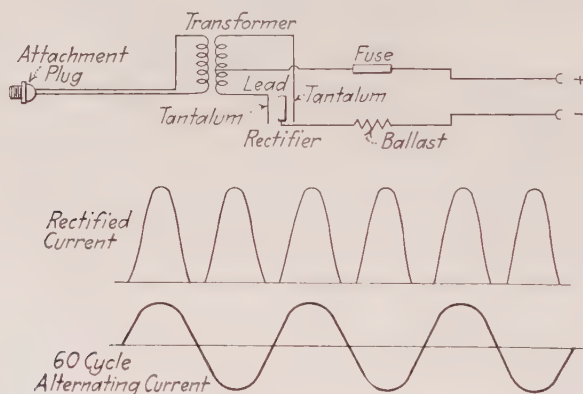 Transformer
Attachment
Plug
Fuse
Lead
Tantalum
Tantalum
+
Rectifier
Ballast
-
Rectified
Current
60 Cycle
Alternating Current